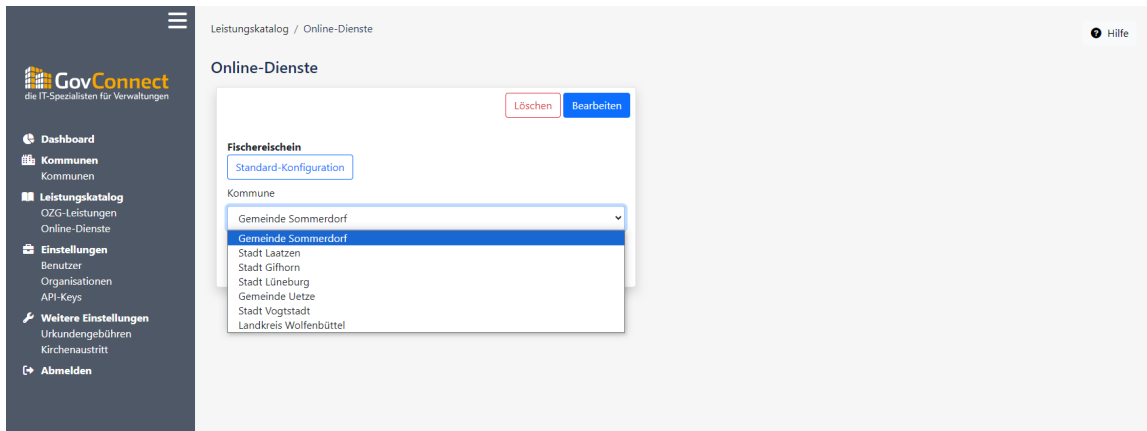 Leistungskatalog / Online-Dienste
Hilfe
GovConnect
die IT-Spezialisten für Verwaltungen
Dashboard
Kommunen
Kommunen
Leistungskatalog
OZG-Leistungen
Online-Dienste
Einstellungen
Benutzer
Organisationen
API-Keys
Weitere Einstellungen
Urkundengebühren
Kirchenaustritt
Abmelden
Online-Dienste
Löschen Bearbeiten
Fischereischein
Standard-Konfiguration
Kommune
Gemeinde Sommerdorf
Gemeinde Sommerdorf
Stadt Laatzen
Stadt Gifhorn
Stadt Lüneburg
Gemeinde Uetze
Stadt Vogtstadt
Landkreis Wolfenbüttel